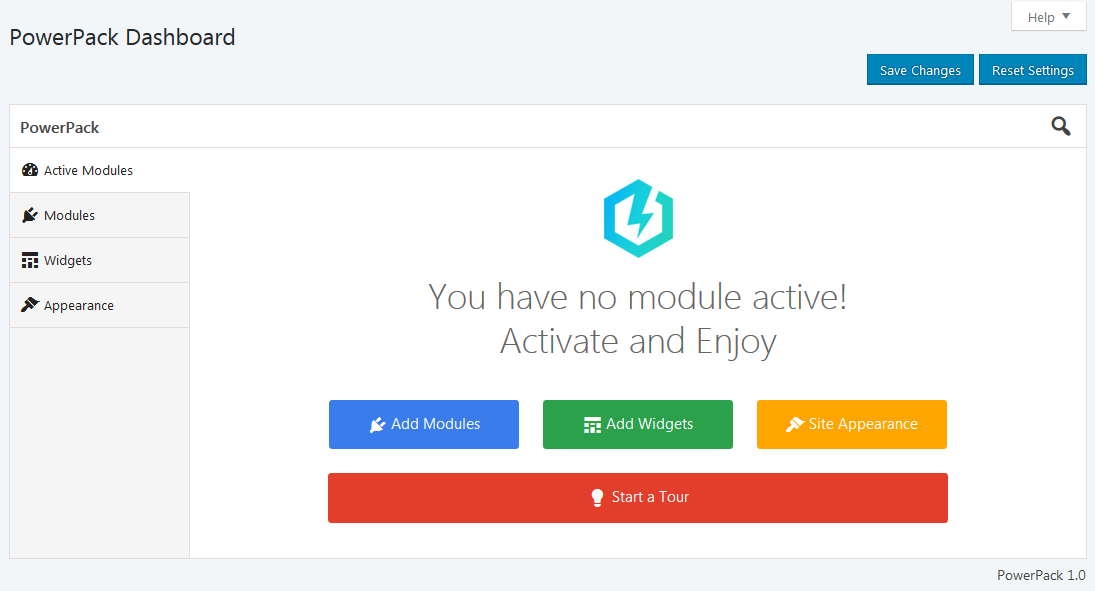 Help
PowerPack Dashboard
Save Changes
Reset Settings
PowerPack
Active Modules
Modules
Widgets
Appearance
You have no module active!
Activate and Enjoy
Add Modules
Add Widgets
Site Appearance
Start a Tour
PowerPack 1.0